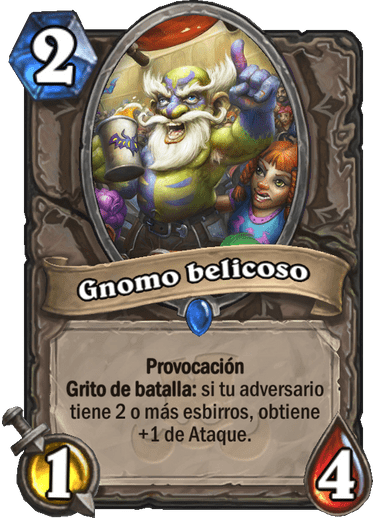 2
Gnomo belicoso
Provocación
Grito de batalla: si tu adversario
tiene 2 o más esbirros, obtiene
+1 de Ataque.
1
4